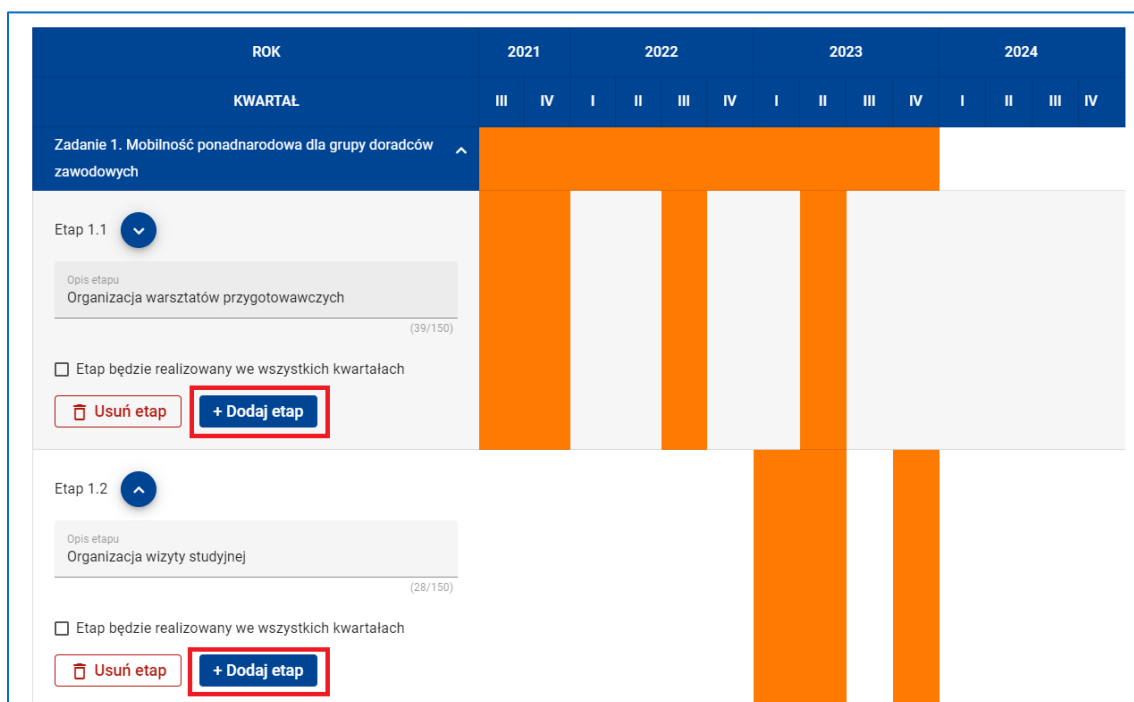 ROK 2021 2022 2023 2024
KWARTAŁ III IV I II III IV I II III IV I II III IV
Zadanie 1. Mobilność ponadnarodowa dla grupy doradców
zawodowych
Etap 1.1
Opis etapu
Organizacja warsztatów przygotowawczych
(39/150)
Etap będzie realizowany we wszystkich kwartałach
Usuń etap + Dodaj etap
Etap 1.2
Opis etapu
Organizacja wizyty studyjnej
(28/150)
Etap będzie realizowany we wszystkich kwartałach
Usuń etap + Dodaj etap